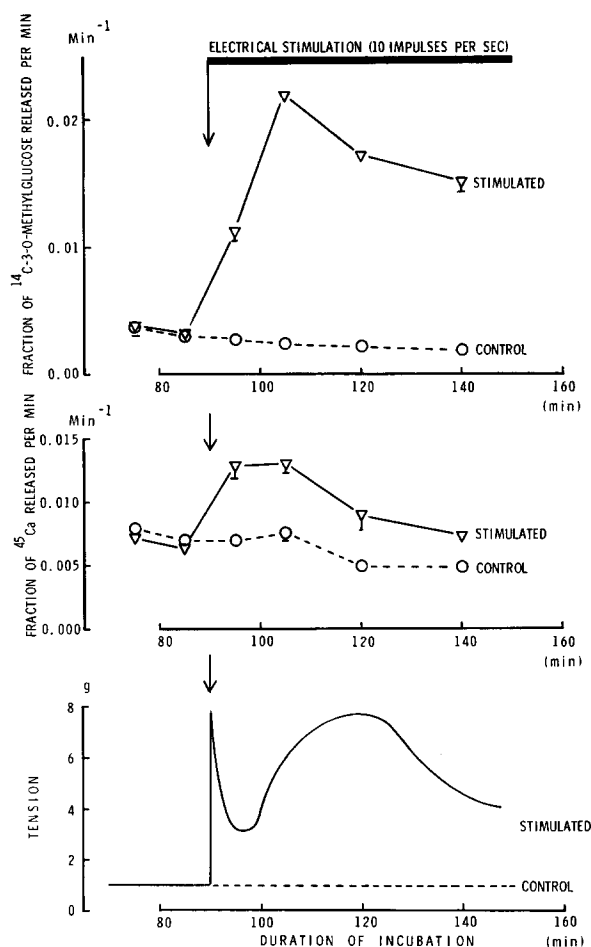 Min-1
ELECTRICAL STIMULATION (10 IMPULSES PER SEC)
FRACTION OF 14C-3-O-METHYLGLUCOSE RELEASED PER MIN
0.02
0.01
0.00
STIMULATED
CONTROL
80 100 120 140 160
(min)
Min-1
FRACTION OF 45Ca RELEASED PER MIN
0.015
0.010
0.005
0.000
STIMULATED
CONTROL
80 100 120 140 160
(min)
g
TENSION
8
6
4
2
0
STIMULATED
CONTROL
80 100 120 140 160
DURATION OF INCUBATION (min)